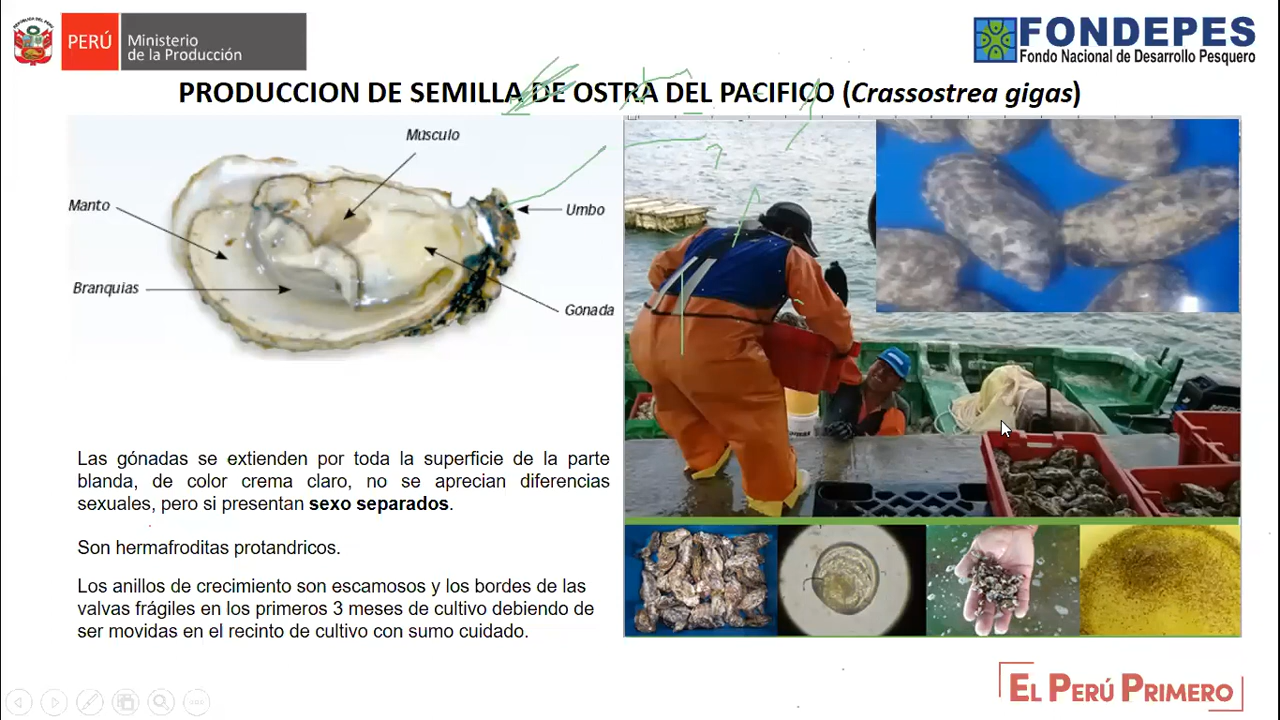 PERÚ
Ministerio
de la Producción
FONDEPES
Fondo Nacional de Desarrollo Pesquero
PRODUCCION DE SEMILLA DE OSTRA DEL PACIFICO (Crassostrea gigas)
Músculo
Manto
Umbo
Branquias
Gonada
Las gónadas se extienden por toda la superficie de la parte
blanda, de color crema claro, no se aprecian diferencias
sexuales, pero si presentan sexo separados.
Son hermafroditas protandricos.
Los anillos de crecimiento son escamosos y los bordes de las
valvas frágiles en los primeros 3 meses de cultivo debiendo de
ser movidas en el recinto de cultivo con sumo cuidado.
EL PERÚ PRIMERO